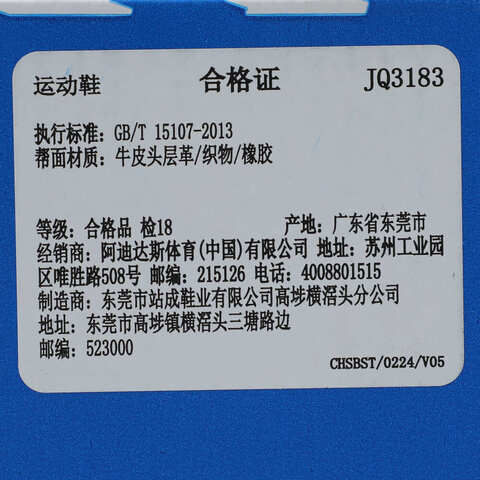 运动鞋 合格证 JQ3183
执行标准: GB/T 15107-2013
帮面材质: 牛皮头层革/织物/橡胶
等级: 合格品 检18 产地: 广东省东莞市
经销商: 阿迪达斯体育(中国)有限公司 地址: 苏州工业园
区唯胜路508号 邮编: 215126 电话: 4008801515
制造商: 东莞市站成鞋业有限公司高埗横滘头分公司
地址: 东莞市高埗镇横滘头三塘路边
邮编: 523000
CHSBST/0224/V05